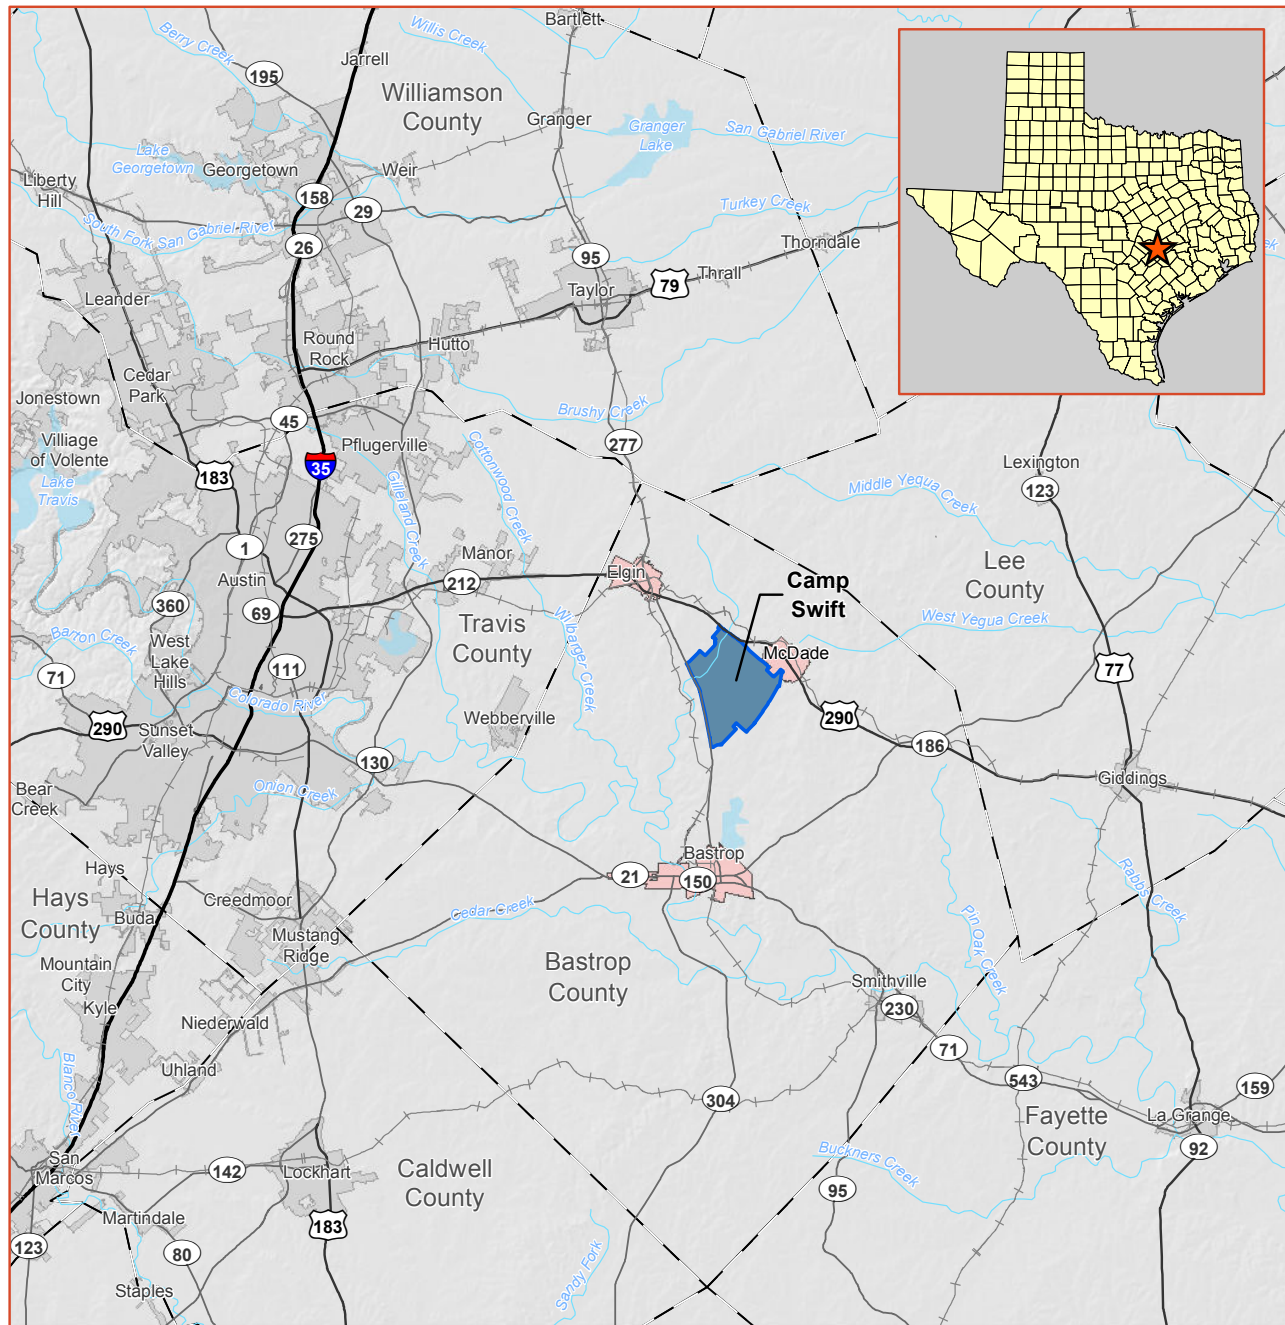 Bartlett
Willis Creek
Berry Creek
Jarrell
195
Williamson
County
Granger
Granger
Lake
San Gabriel River
Lake
Georgetown
Georgetown
Weir
Liberty
Hill
158
29
South Fork San Gabriel River
26
Turkey Creek
Thorndale
95
Thrall
79
Taylor
Leander
Round
Rock
Hutto
Cedar
Park
Jonestown
Brushy Creek
45
277
Pflugerville
Cottonwood Creek
Villiage
of Volente
Lake
Travis
183
35
Gilleland Creek
Lexington
123
Middle Yegua Creek
275
1
Manor
Lee
County
Austin
212
Elgin
Camp
Swift
360
69
Travis
County
Wilbarger Creek
West Yegua Creek
Barton Creek
West
Lake
Hills
McDade
71
111
77
Colorado River
290
Sunset
Valley
Webberville
290
186
130
Giddings
Bear
Creek
Onion Creek
Bastrop
Hays
21
150
Rabbs Creek
Hays
County
Creedmoor
Cedar Creek
Pin Oak Creek
Buda
Mustang
Ridge
Mountain
City
Bastrop
County
Smithville
Kyle
230
Niederwald
71
Uhland
Blanco River
543
304
159
Fayette
County
La Grange
92
San
Marcos
142
Lockhart
Caldwell
County
Buckners Creek
95
Martindale
183
123
80
Sandy Fork
Staples
eek